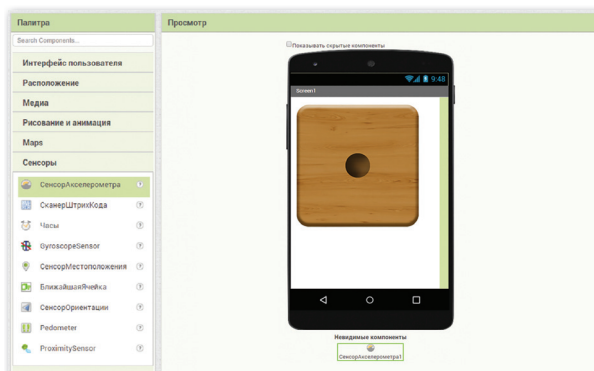 Палитра
Просмотр
Search Components...
Показывать скрытые компоненты
Интерфейс пользователя
Расположение
Медиа
Рисование и анимация
Maps
Сенсоры
СенсорАкселерометра
СканерШтрихКода
Часы
GyroscopeSensor
СенсорМестоположения
БлижайшаяЯчейка
СенсорОриентации
Pedometer
ProximitySensor
9:48
Screen1
Невидимые компоненты
СенсорАкселерометра1